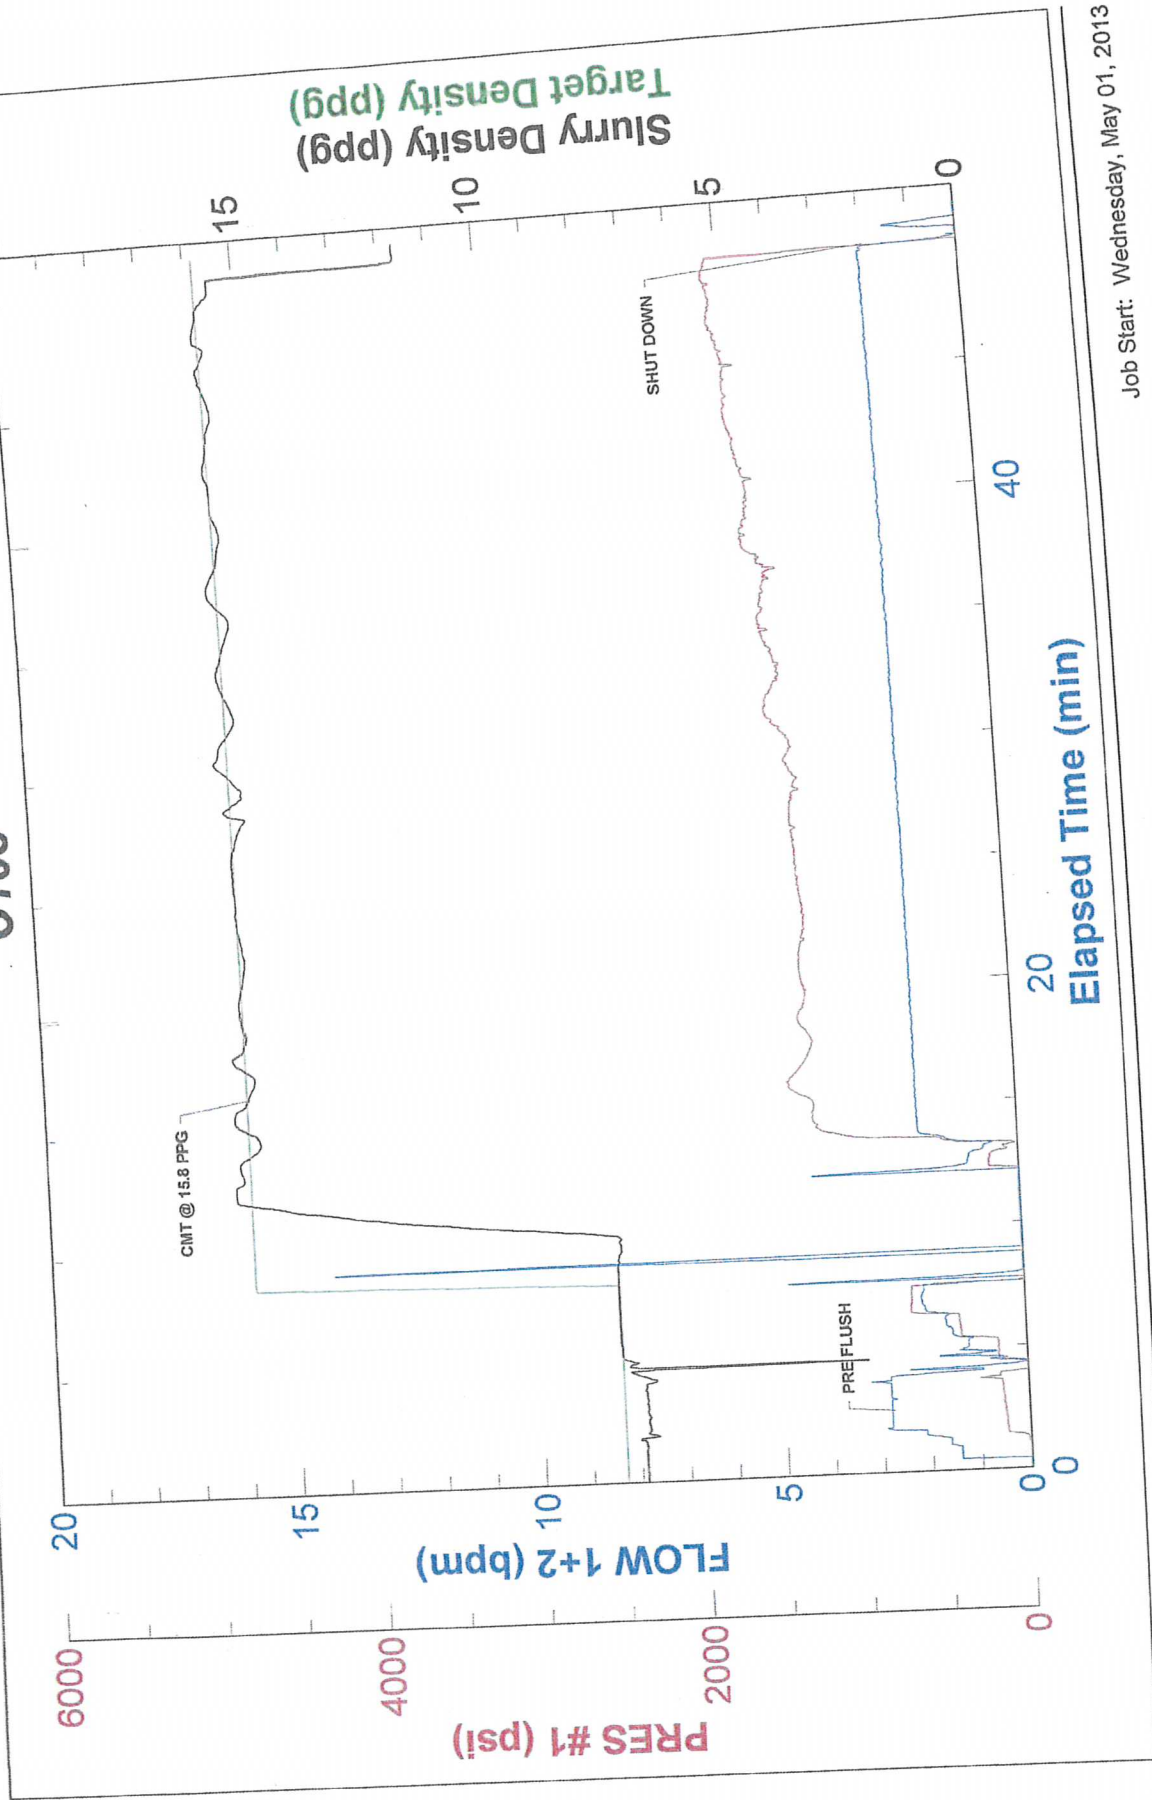 Slurry Density (ppg)
Target Density (ppg)
15
10
5
0
CMT @ 15.8 PPG
SHUT DOWN
PRE FLUSH
20
15
10
5
0
FLOW 1+2 (bpm)
6000
4000
2000
0
PRES #1 (psi)
0
20
40
Elapsed Time (min)
Job Start: Wednesday, May 01, 2013